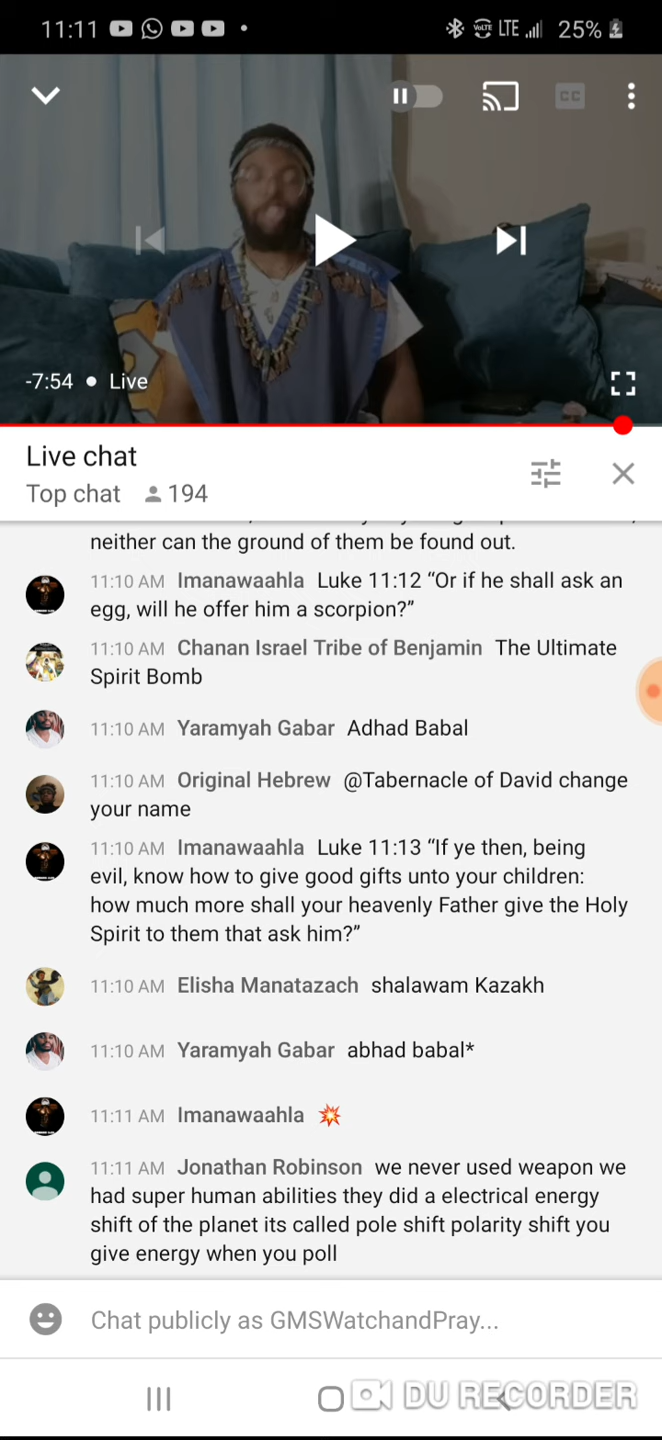 11:11 VoLTE LTE 25%
CC
-7:54 • Live
Live chat
Top chat 194
neither can the ground of them be found out.
11:10 AM Imanawaahla Luke 11:12 “Or if he shall ask an
egg, will he offer him a scorpion?”
11:10 AM Chanan Israel Tribe of Benjamin The Ultimate
Spirit Bomb
11:10 AM Yaramyah Gabar Adhad Babal
11:10 AM Original Hebrew @Tabernacle of David change
your name
11:10 AM Imanawaahla Luke 11:13 “If ye then, being
evil, know how to give good gifts unto your children:
how much more shall your heavenly Father give the Holy
Spirit to them that ask him?”
11:10 AM Elisha Manatazach shalawam Kazakh
11:10 AM Yaramyah Gabar abhad babal*
11:11 AM Imanawaahla 💥
11:11 AM Jonathan Robinson we never used weapon we
had super human abilities they did a electrical energy
shift of the planet its called pole shift polarity shift you
give energy when you poll
Chat publicly as GMSWatchandPray...
DU RECORDER